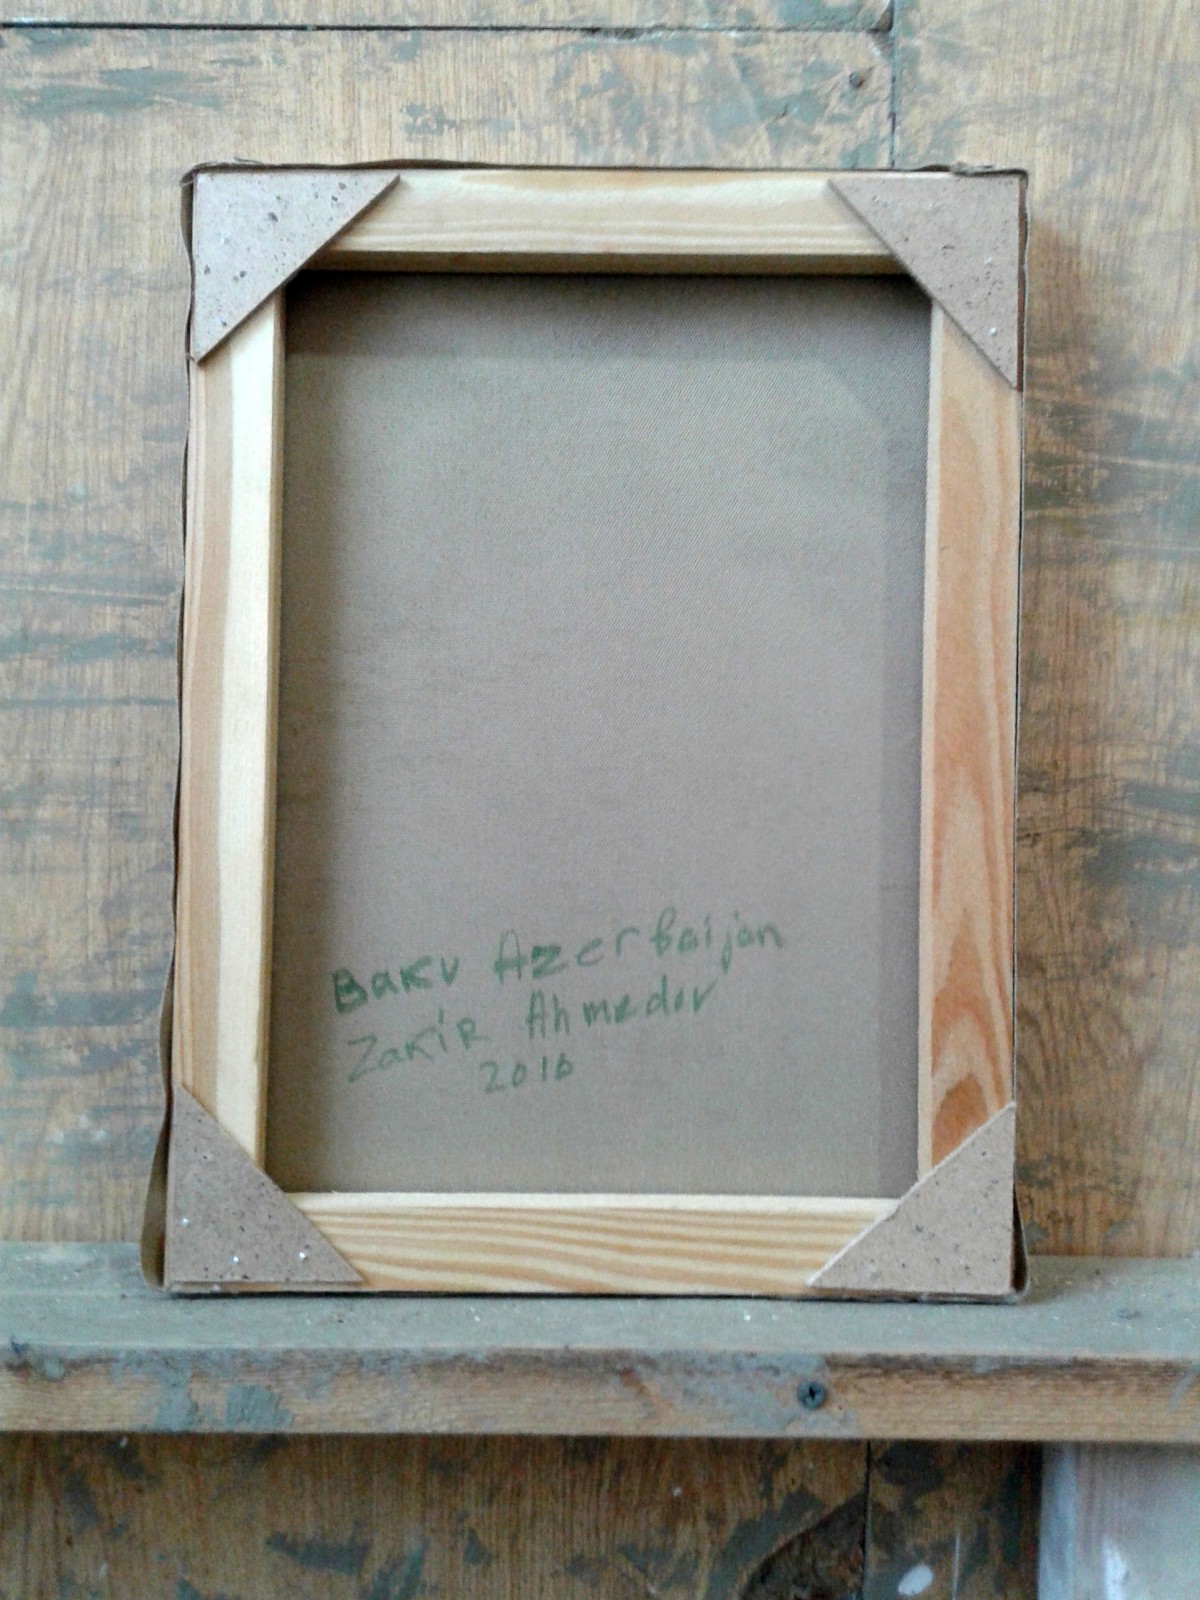 Baku Azerbaijan
Zakir Ahmedov
2016